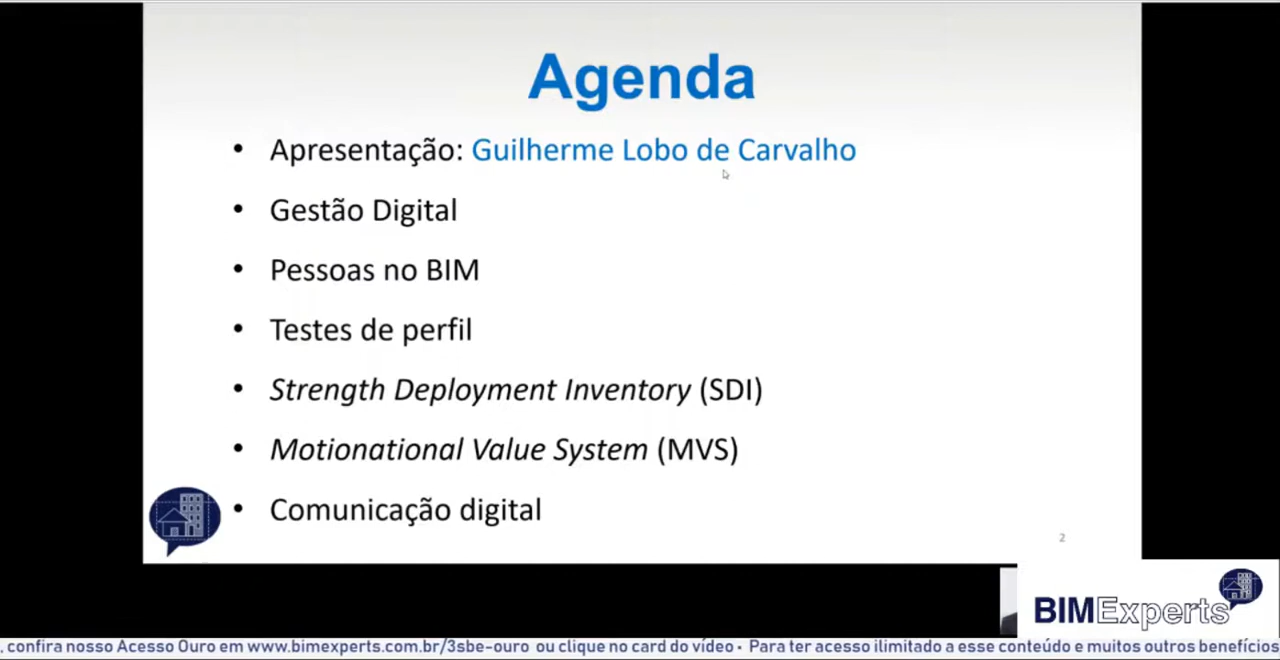 Agenda
• Apresentação: Guilherme Lobo de Carvalho
• Gestão Digital
• Pessoas no BIM
• Testes de perfil
• Strength Deployment Inventory (SDI)
• Motionational Value System (MVS)
• Comunicação digital
2
BIMExperts
, confira nosso Acesso Ouro em www.bimexperts.com.br/3sbe-ouro ou clique no card do vídeo • Para ter acesso ilimitado a esse conteúdo e muitos outros benefícios